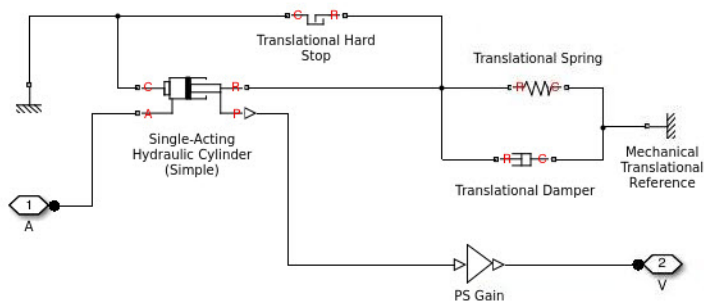 C
R
Translational Hard
Stop
C
R
A
P
Single-Acting
Hydraulic Cylinder
(Simple)
Translational Spring
R
C
Mechanical
Translational
Reference
R
C
Translational Damper
1
A
PS Gain
2
V